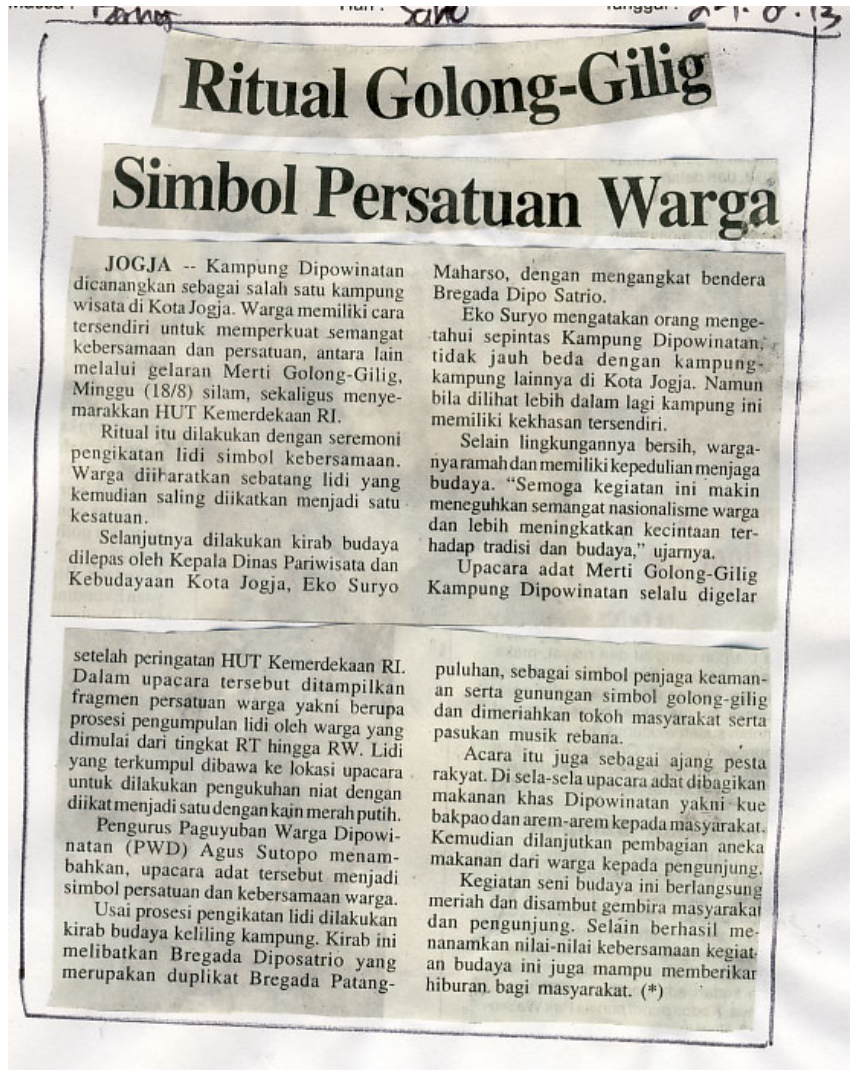 Ritual Golong-Gilig
Simbol Persatuan Warga
JOGJA -- Kampung Dipowinatan
dicanangkan sebagai salah satu kampung
wisata di Kota Jogja. Warga memiliki cara
tersendiri untuk memperkuat semangat
kebersamaan dan persatuan, antara lain
melalui gelaran Merti Golong-Gilig,
Minggu (18/8) silam, sekaligus menye-
marakkan HUT Kemerdekaan RI.
Ritual itu dilakukan dengan seremoni
pengikatan lidi simbol kebersamaan.
Warga diibaratkan sebatang lidi yang
kemudian saling diikatkan menjadi satu
kesatuan.
Selanjutnya dilakukan kirab budaya
dilepas oleh Kepala Dinas Pariwisata dan
Kebudayaan Kota Jogja, Eko Suryo
Maharso, dengan mengangkat bendera
Bregada Dipo Satrio.
Eko Suryo mengatakan orang menge-
tahui sepintas Kampung Dipowinatan,
tidak jauh beda dengan kampung-
kampung lainnya di Kota Jogja. Namun
bila dilihat lebih dalam lagi kampung ini
memiliki kekhasan tersendiri.
Selain lingkungannya bersih, warga-
nya ramah dan memiliki kepedulian menjaga
budaya. “Semoga kegiatan ini makin
meneguhkan semangat nasionalisme warga
dan lebih meningkatkan kecintaan ter-
hadap tradisi dan budaya,” ujarnya.
Upacara adat Merti Golong-Gilig
Kampung Dipowinatan selalu digelar
setelah peringatan HUT Kemerdekaan RI.
Dalam upacara tersebut ditampilkan
fragmen persatuan warga yakni berupa
prosesi pengumpulan lidi oleh warga yang
dimulai dari tingkat RT hingga RW. Lidi
yang terkumpul dibawa ke lokasi upacara
untuk dilakukan pengukuhan niat dengan
diikat menjadi satu dengan kain merah putih.
Pengurus Paguyuban Warga Dipowi-
natan (PWD) Agus Sutopo menam-
bahkan, upacara adat tersebut menjadi
simbol persatuan dan kebersamaan warga.
Usai prosesi pengikatan lidi dilakukan
kirab budaya keliling kampung. Kirab ini
melibatkan Bregada Diposatrio yang
merupakan duplikat Bregada Patang-
puluhan, sebagai simbol penjaga keaman-
an serta gunungan simbol golong-gilig
dan dimeriahkan tokoh masyarakat serta
pasukan musik rebana.
Acara itu juga sebagai ajang pesta
rakyat. Di sela-sela upacara adat dibagikan
makanan khas Dipowinatan yakni kue
bakpao dan arem-arem kepada masyarakat.
Kemudian dilanjutkan pembagian aneka
makanan dari warga kepada pengunjung.
Kegiatan seni budaya ini berlangsung
meriah dan disambut gembira masyarakat
dan pengunjung. Selain berhasil me-
nanamkan nilai-nilai kebersamaan kegiat-
an budaya ini juga mampu memberikan
hiburan bagi masyarakat. (*)